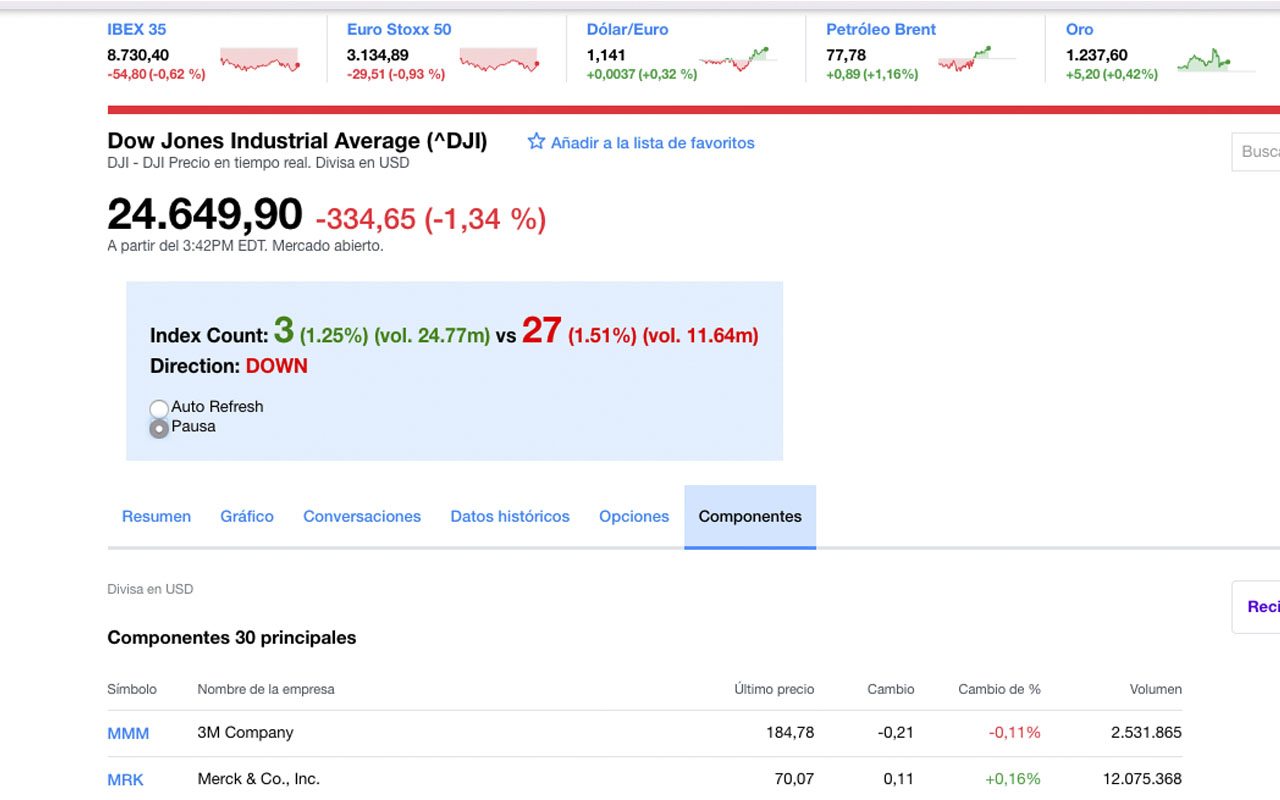 IBEX 35
8.730,40
-54,80 (-0,62 %)
Euro Stoxx 50
3.134,89
-29,51 (-0,93 %)
Dólar/Euro
1,141
+0,0037 (+0,32 %)
Petróleo Brent
77,78
+0,89 (+1,16%)
Oro
1.237,60
+5,20 (+0,42%)
Dow Jones Industrial Average (^DJI)
Añadir a la lista de favoritos
DJI - DJI Precio en tiempo real. Divisa en USD
Busca
24.649,90 -334,65 (-1,34 %)
A partir del 3:42PM EDT. Mercado abierto.
Index Count: 3 (1.25%) (vol. 24.77m) vs 27 (1.51%) (vol. 11.64m)
Direction: DOWN
Auto Refresh
Pausa
Resumen Gráfico Conversaciones Datos históricos Opciones Componentes
Divisa en USD
Reci
Componentes 30 principales
Símbolo Nombre de la empresa Último precio Cambio Cambio de % Volumen
MMM 3M Company 184,78 -0,21 -0,11% 2.531.865
MRK Merck & Co., Inc. 70,07 0,11 +0,16% 12.075.368